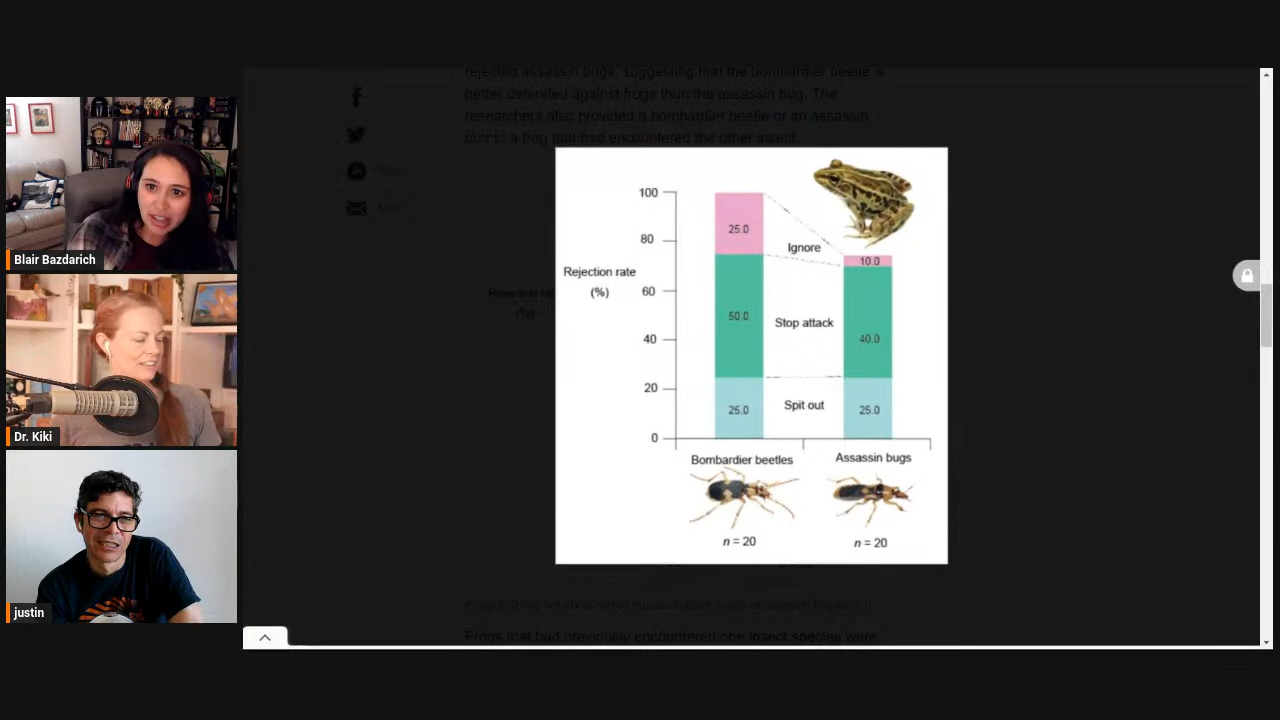 rejected assassin bugs, suggesting that the bombardier beetle is
better defended against frogs than the assassin bug. The
researchers also provided a bombardier beetle or an assassin
to a frog that had encountered the other insect.
100
80
60
40
20
0
Rejection rate
(%)
25.0
50.0
25.0
Ignore
Stop attack
Spit out
10.0
40.0
25.0
Bombardier beetles
Assassin bugs
n = 20
n = 20
Frogs that had previously encountered one insect species were
Blair Bazdarich
Dr. Kiki
justin